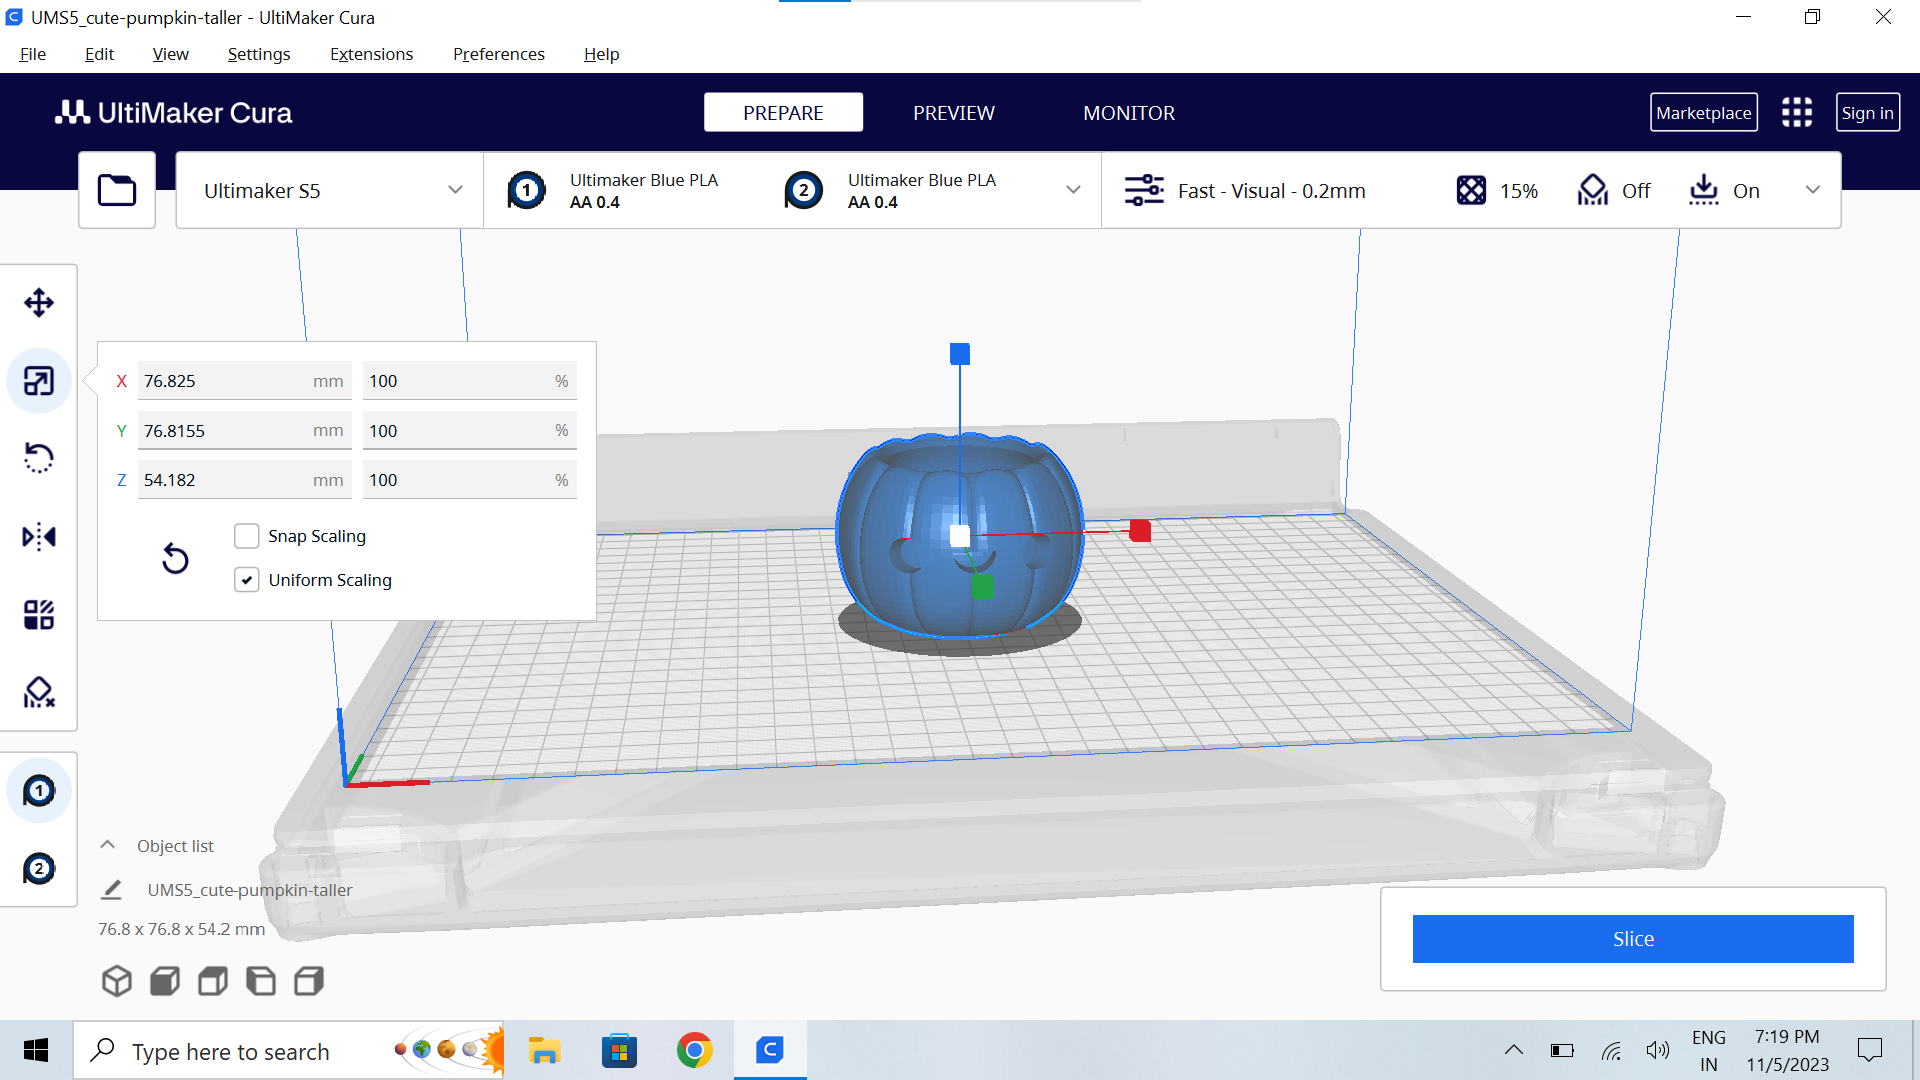 UMS5_cute-pumpkin-taller - UltiMaker Cura
File Edit View Settings Extensions Preferences Help
UltiMaker Cura
PREPARE PREVIEW MONITOR
Marketplace
Sign in
Ultimaker S5
1 Ultimaker Blue PLA
AA 0.4
2 Ultimaker Blue PLA
AA 0.4
Fast - Visual - 0.2mm
15%
Off
On
X 76.825 mm 100 %
Y 76.8155 mm 100 %
Z 54.182 mm 100 %
Snap Scaling
Uniform Scaling
1
2
Object list
UMS5_cute-pumpkin-taller
76.8 x 76.8 x 54.2 mm
Slice
Type here to search
ENG
IN
7:19 PM
11/5/2023